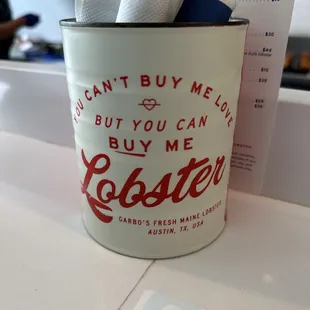 YOU CAN'T BUY ME LOVE
BUT YOU CAN
BUY ME
Lobster
GARBO'S FRESH MAINE LOBSTER
AUSTIN, TX, USA